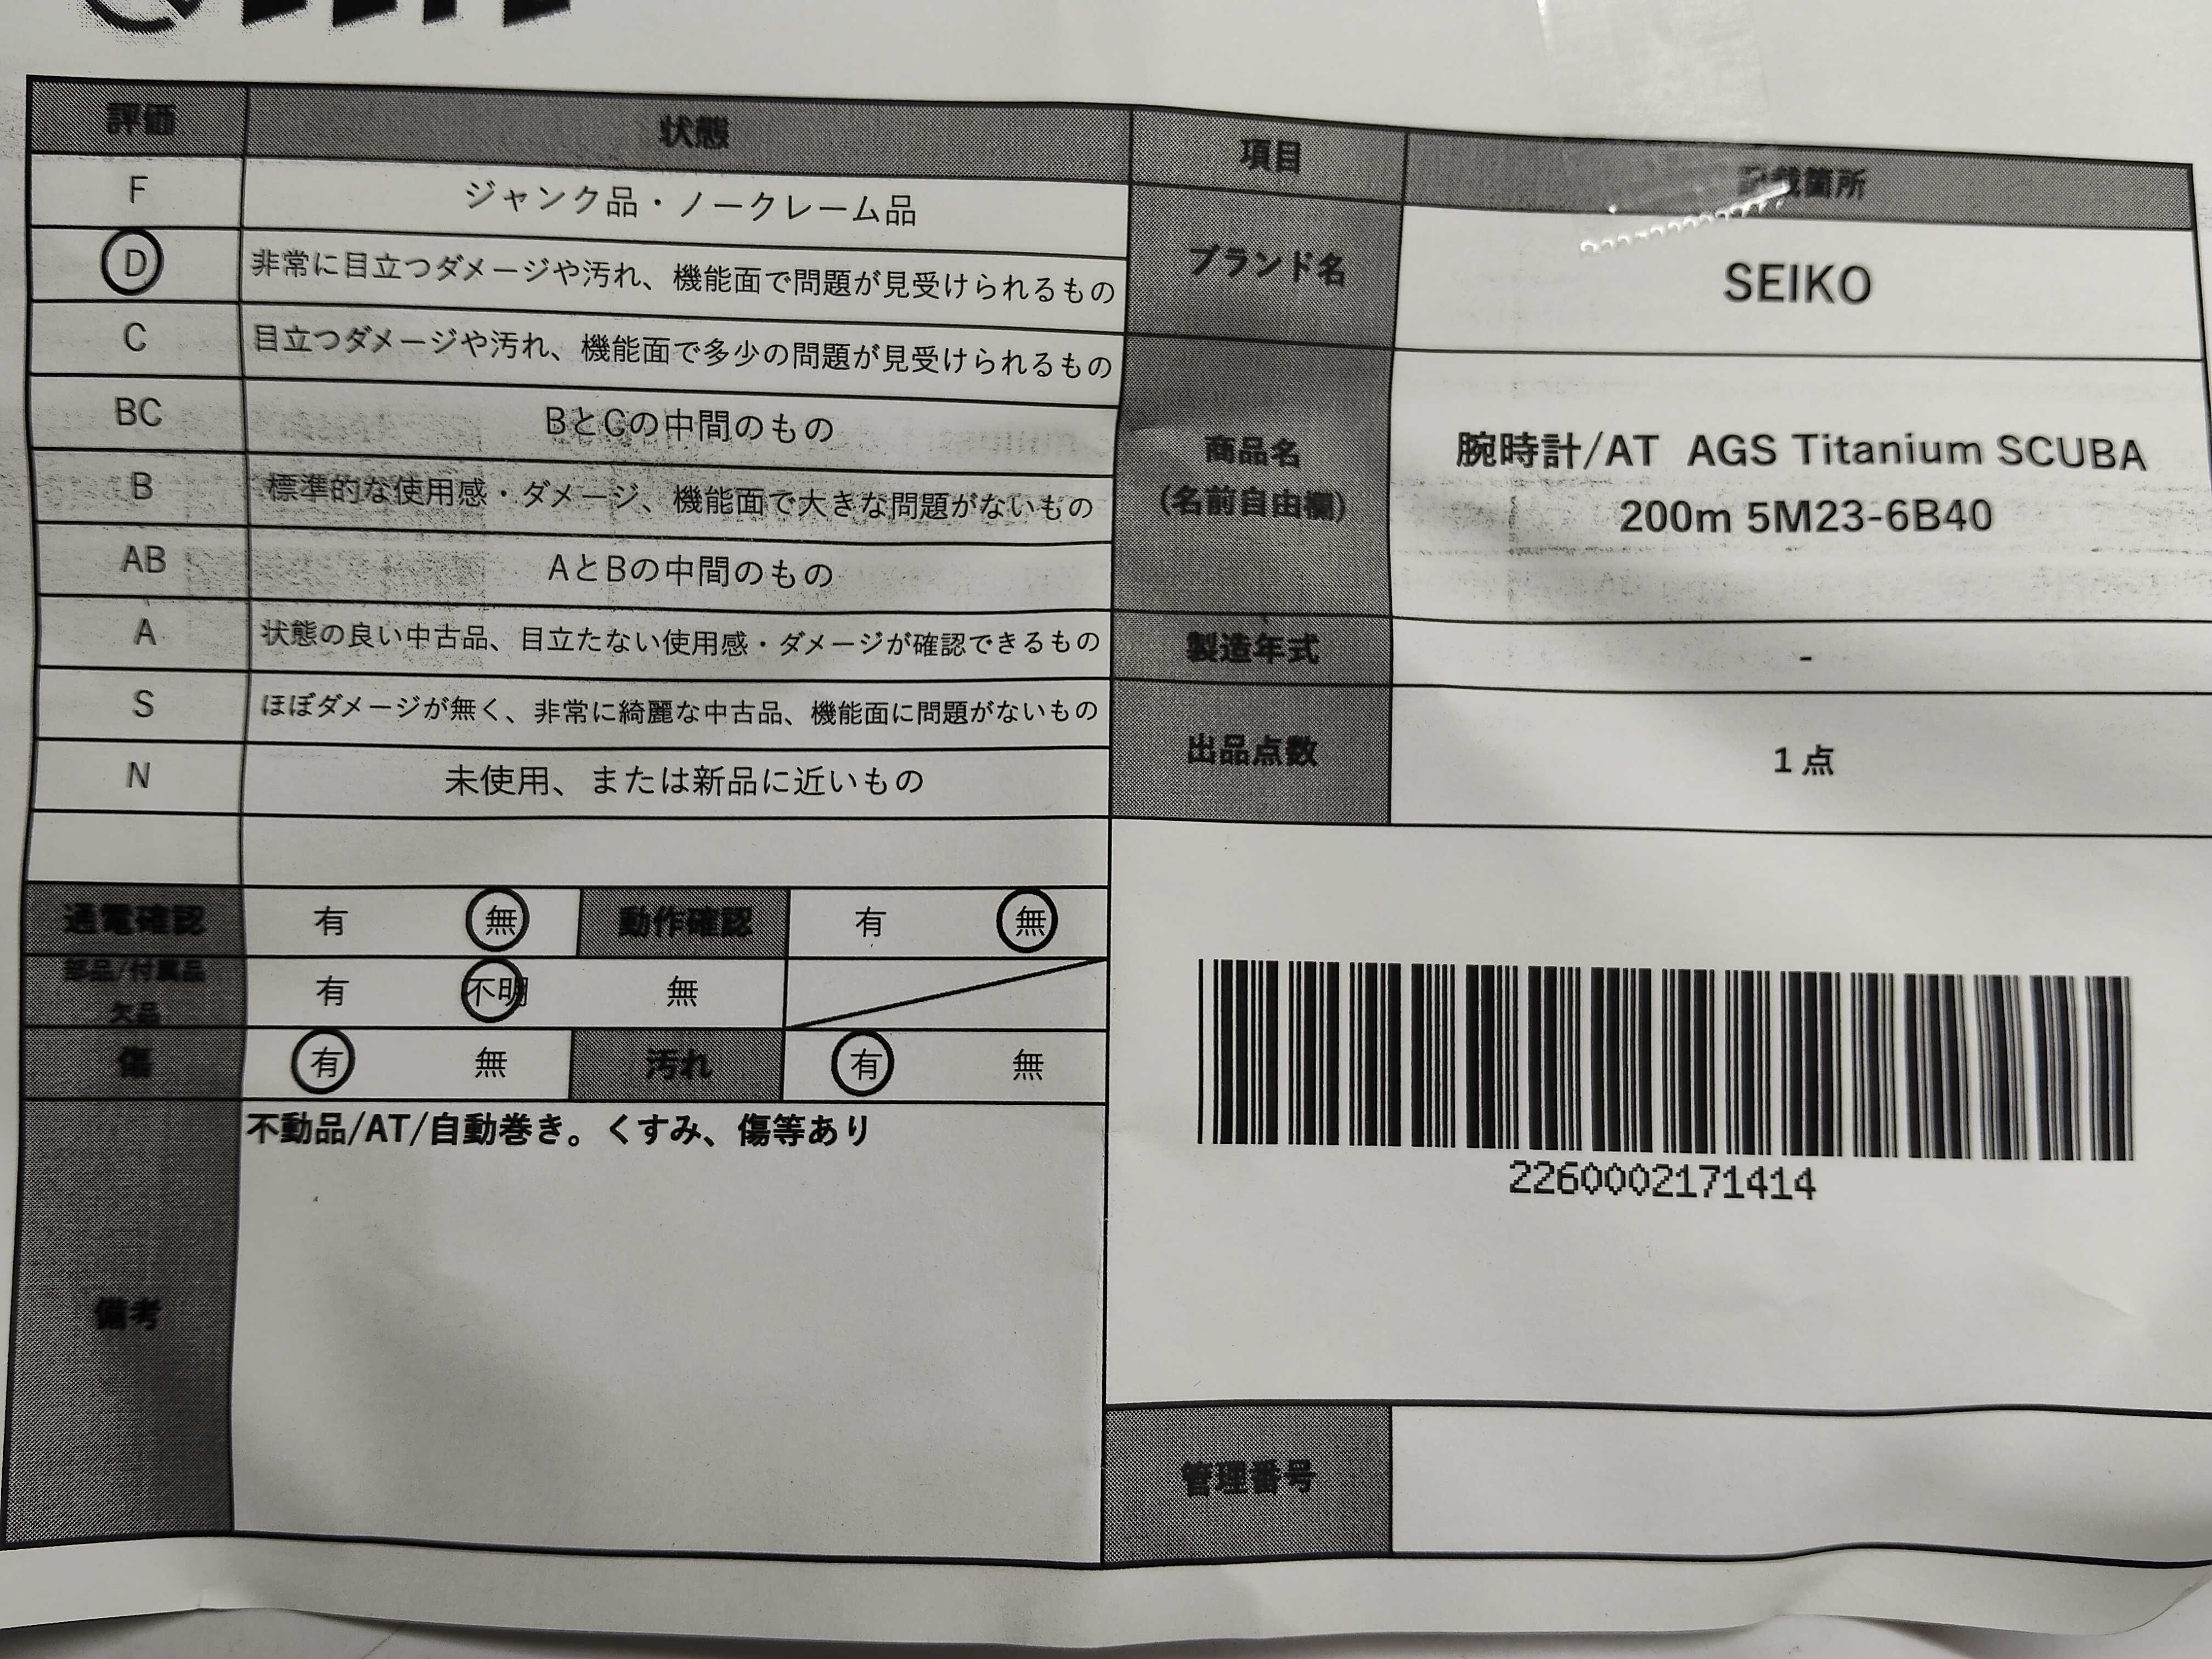 評価 状態
F ジャンク品・ノークレーム品
D 非常に目立つダメージや汚れ、機能面で問題が見受けられるもの
C 目立つダメージや汚れ、機能面で多少の問題が見受けられるもの
BC BとCの中間のもの
B 標準的な使用感・ダメージ、機能面で大きな問題がないもの
AB AとBの中間のもの
A 状態の良い中古品、目立たない使用感・ダメージが確認できるもの
S ほぼダメージが無く、非常に綺麗な中古品、機能面に問題がないもの
N 未使用、または新品に近いもの
通電確認 有 無 動作確認 有 無
部品/付属品
欠品
有 不明 無
傷 有 無 汚れ 有 無
備考
不動品/AT/自動巻き。くすみ、傷等あり
項目 記載箇所
ブランド名 SEIKO
商品名
(名前自由欄)
腕時計/AT AGS Titanium SCUBA
200m 5M23-6B40
製造年式 -
出品点数 1点
2260002171414
管理番号